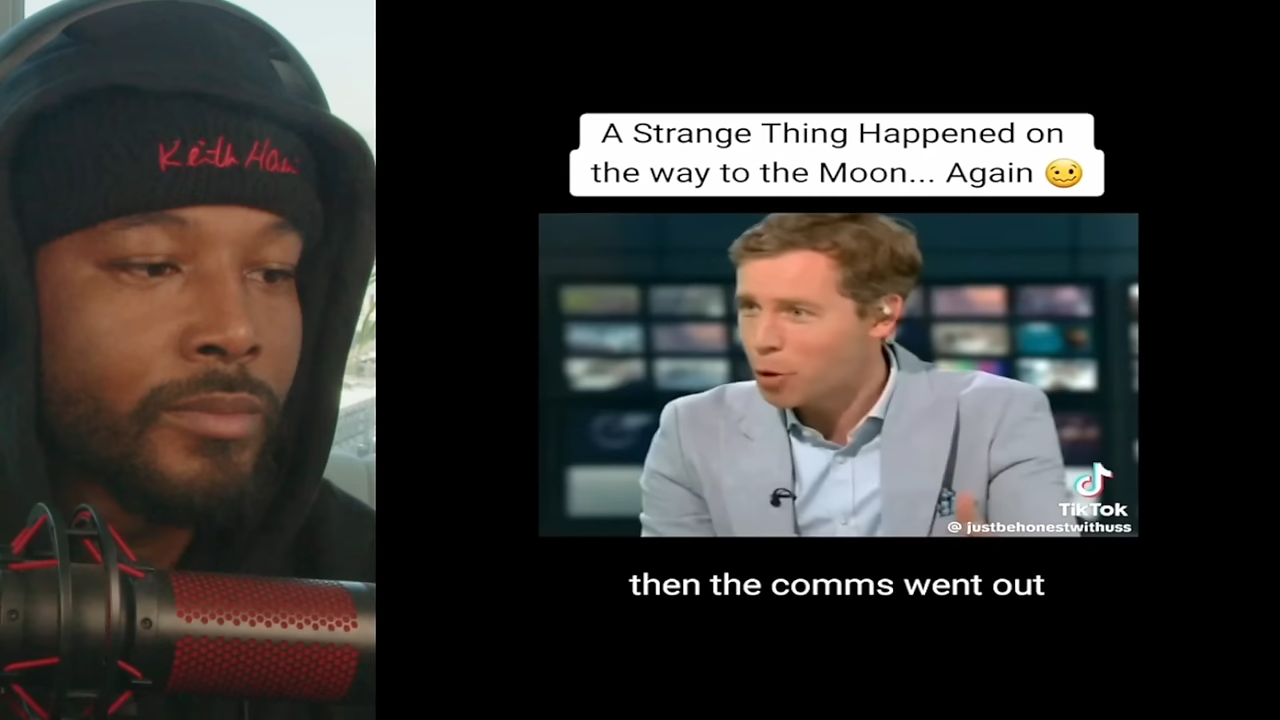 Keith Hari
A Strange Thing Happened on
the way to the Moon... Again 🥴
TikTok
@ justbehonestwithuss
then the comms went out